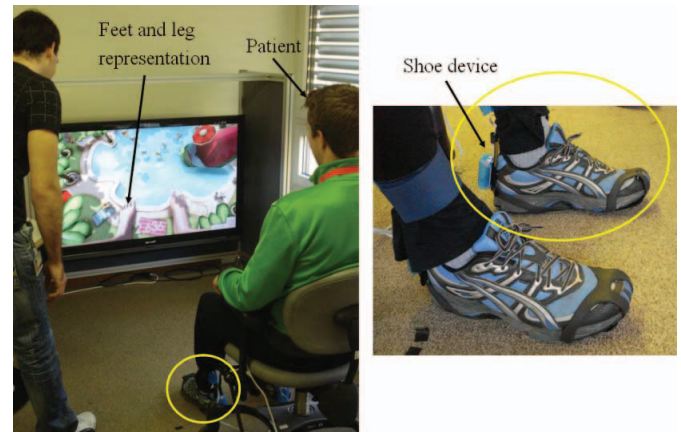 Feet and leg
representation
Patient
Shoe device